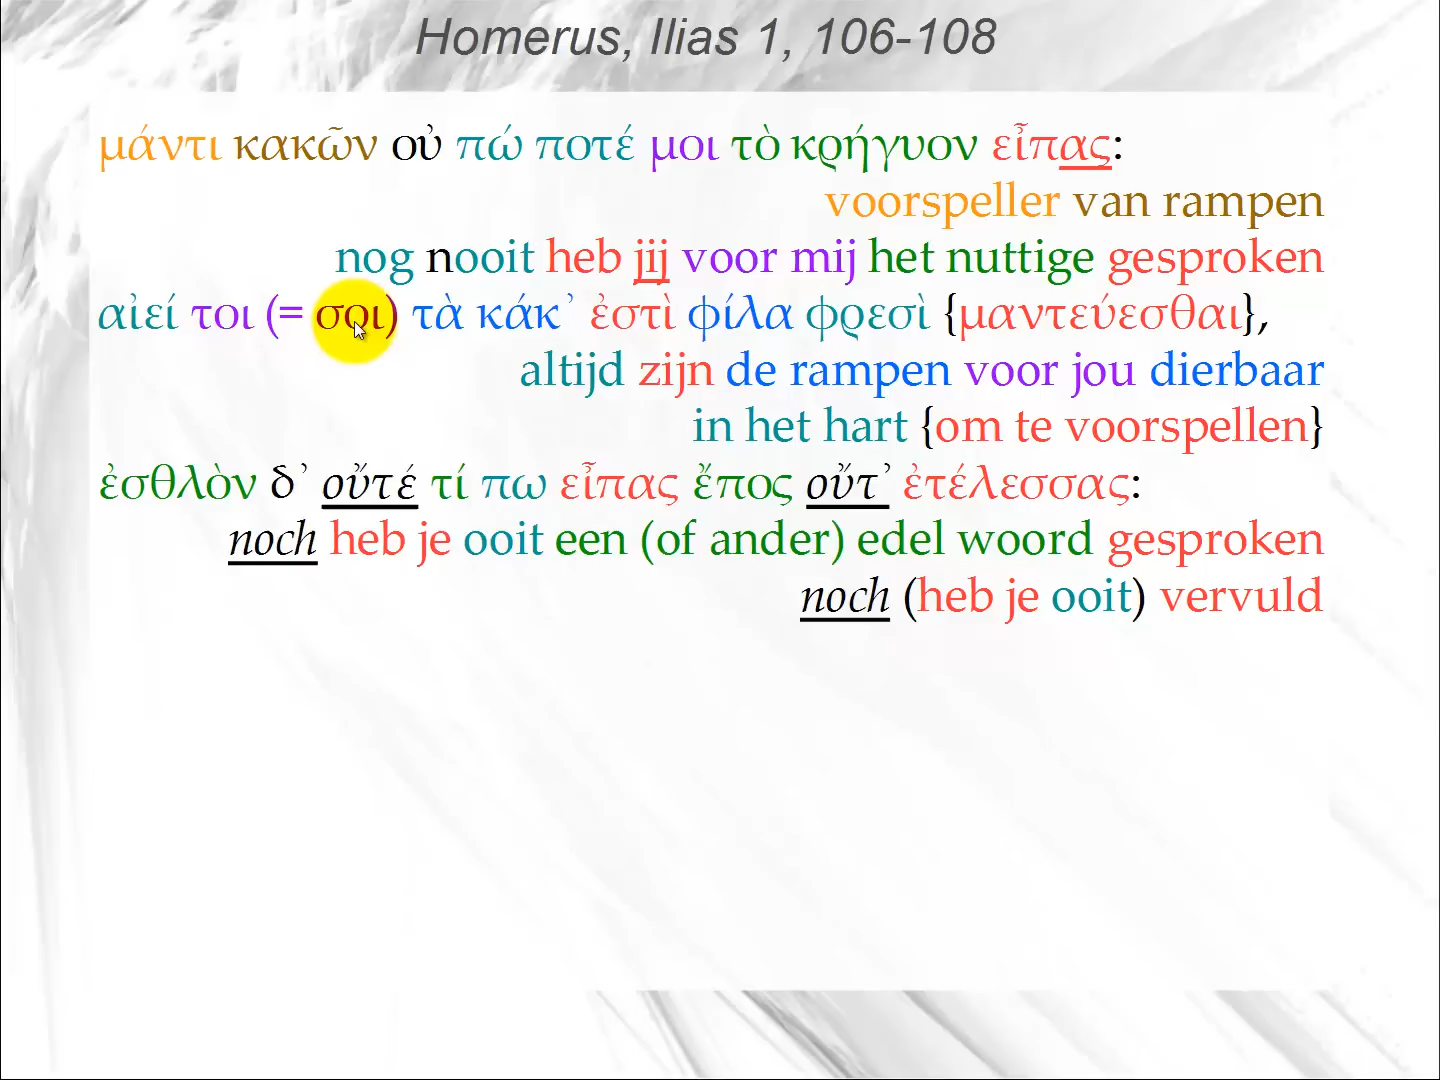 Homerus, Ilias 1, 106-108
μάντι κακῶν οὐ πώ ποτέ μοι τὸ κρήγυον εἶπας:
voorspeller van rampen
nog nooit heb jij voor mij het nuttige gesproken
αἰεί τοι (= σοι) τὰ κάκ᾽ ἐστὶ φίλα φρεσὶ {μαντεύεσθαι},
altijd zijn de rampen voor jou dierbaar
in het hart {om te voorspellen}
ἐσθλὸν δ᾽ οὔτέ τί πω εἶπας ἔπος οὔτ᾽ ἐτέλεσσας:
noch heb je ooit een (of ander) edel woord gesproken
noch (heb je ooit) vervuld